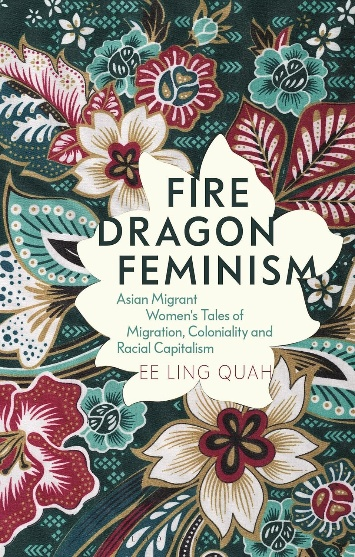 FIRE
DRAGON
FEMINISM
Asian Migrant
Women's Tales of
Migration, Coloniality and
Racial Capitalism
EE LING QUAH